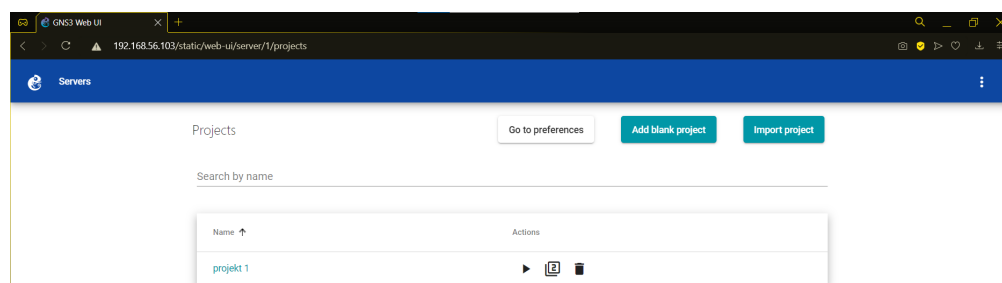 GNS3 Web UI
192.168.56.103/static/web-ui/server/1/projects
Servers
Projects
Go to preferences
Add blank project
Import project
Search by name
Name
Actions
projekt 1
2